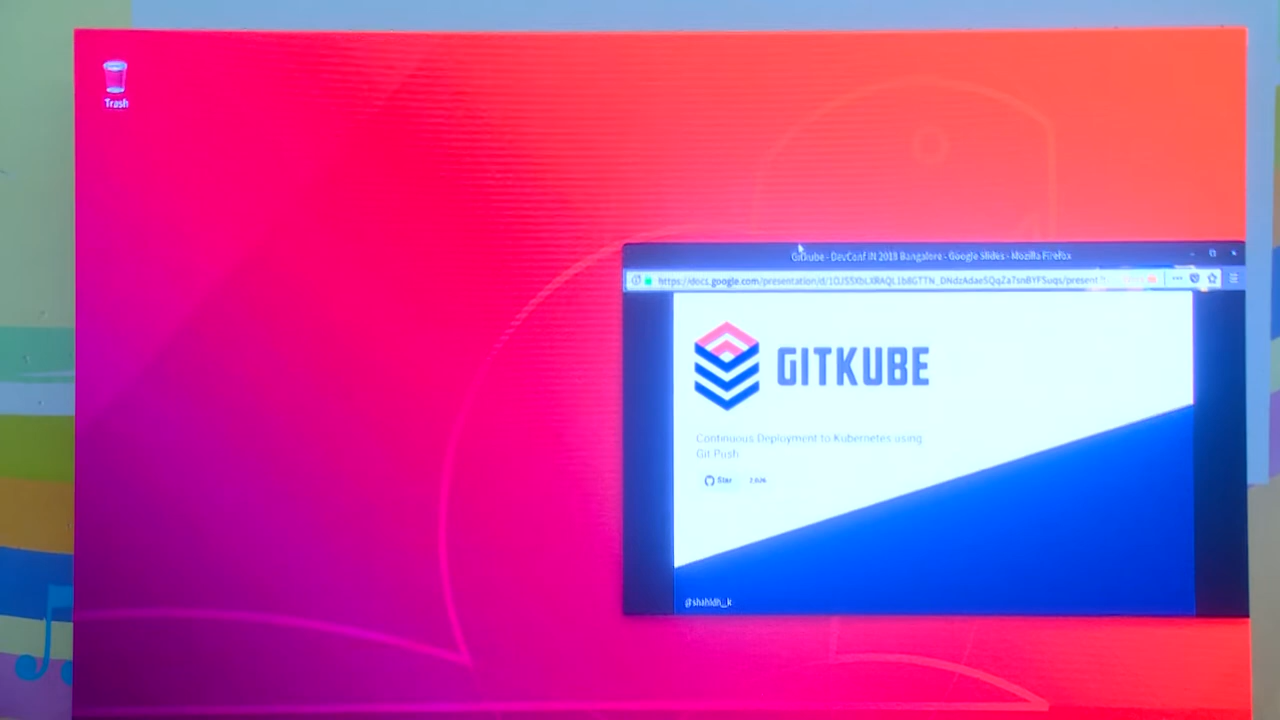 Trash
Gitkube - DevConf IN 2018 Bangalore - Google Slides - Mozilla Firefox
GITKUBE
Continuous Deployment to Kubernetes using
Git Push
Star
@shahidh_k